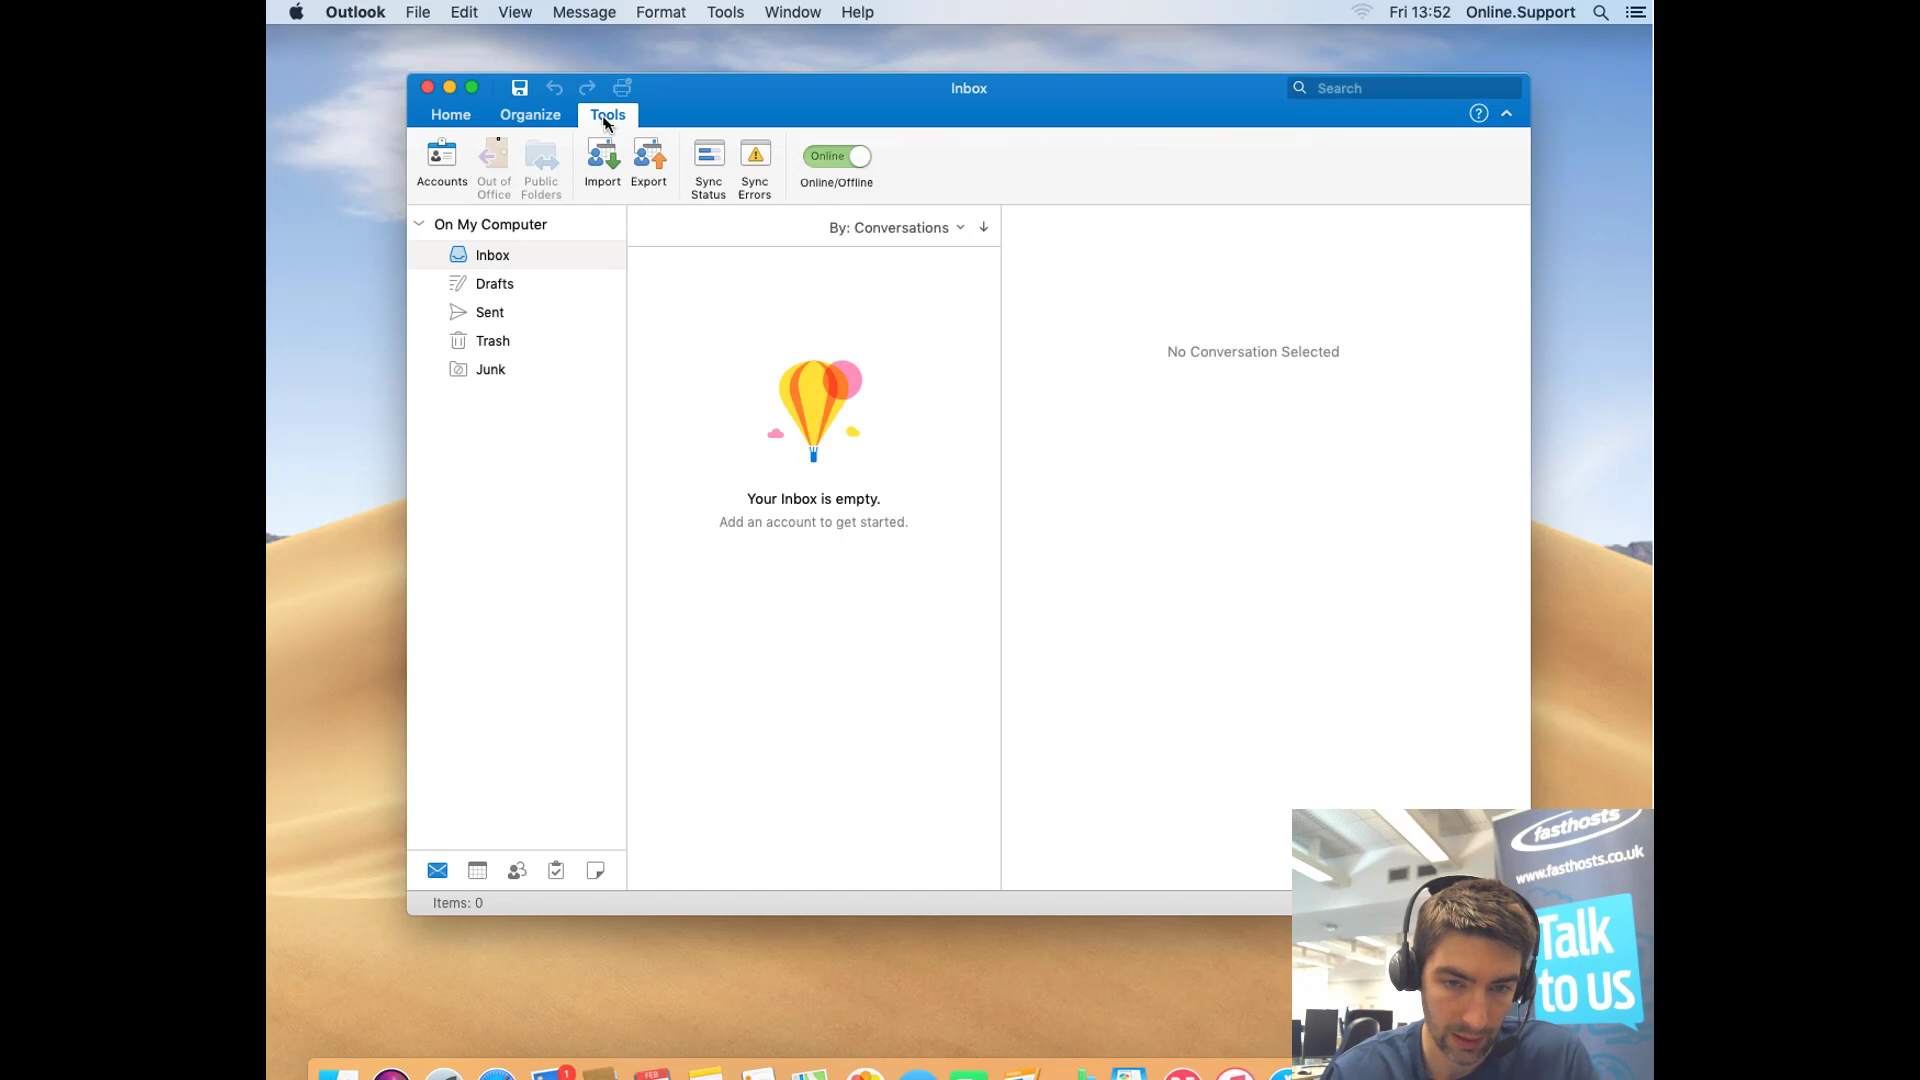 Outlook File Edit View Message Format Tools Window Help Fri 13:52 Online.Support
Inbox Search
Home Organize Tools ?
Accounts Out of Office Public Folders Import Export Sync Status Sync Errors Online Online/Offline
On My Computer
By: Conversations
Inbox
Drafts
Sent
Trash
Junk
No Conversation Selected
Your Inbox is empty.
Add an account to get started.
Items: 0
fasthosts
www.fasthosts.co.uk
Talk
to us
1
FEB